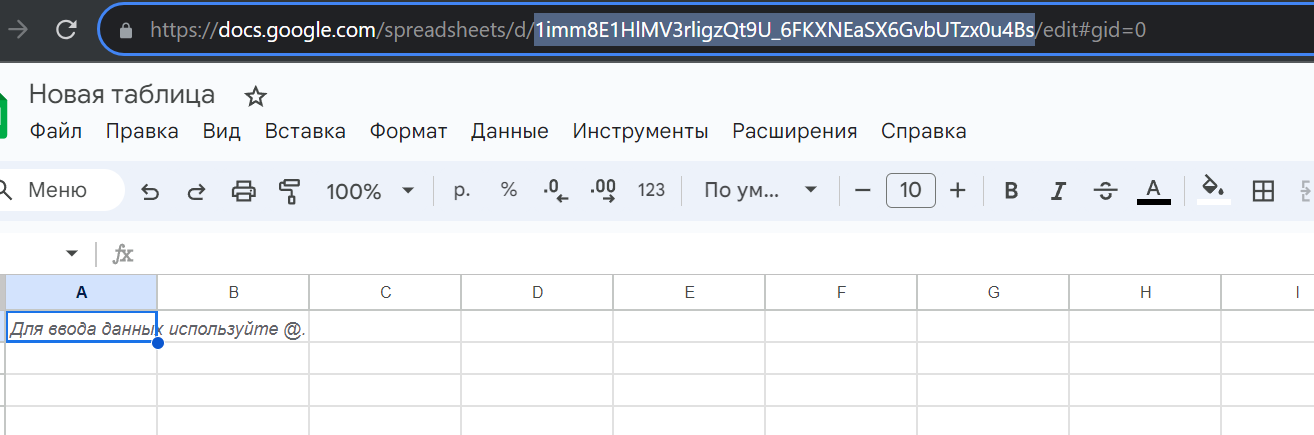 https://docs.google.com/spreadsheets/d/1imm8E1HlMV3rligzQt9U_6FKXNEaSX6GvbUTzx0u4Bs/edit#gid=0
Новая таблица
Файл Правка Вид Вставка Формат Данные Инструменты Расширения Справка
Меню 100% р. % .0 .00 123 По ум... − 10 + B I S A
fx
A B C D E F G H I
Для ввода данных используйте @.